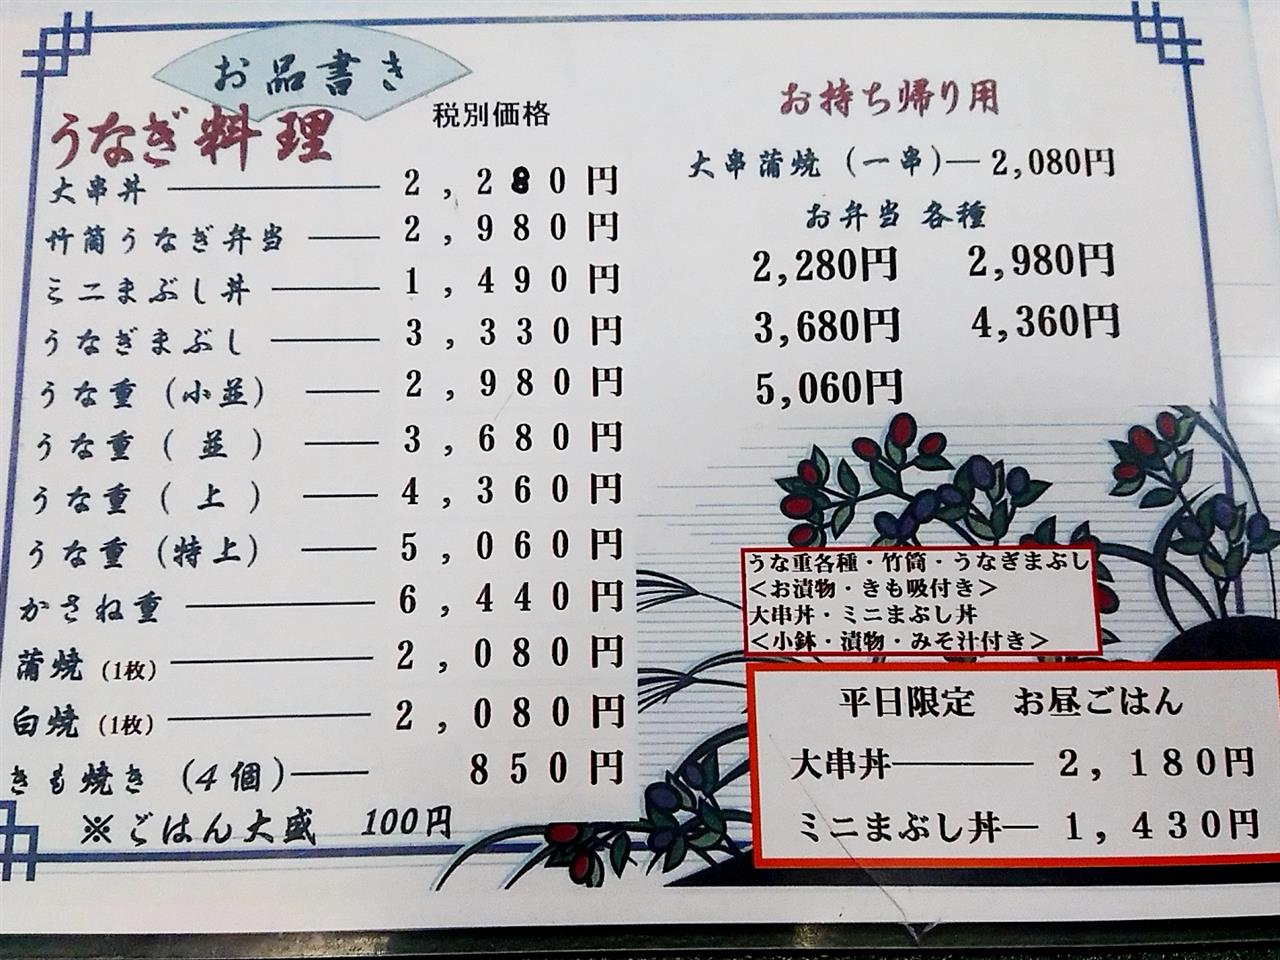 お品書き
うなぎ料理
税別価格
大串丼 2,280円
竹筒うなぎ弁当 2,980円
ミニまぶし丼 1,490円
うなぎまぶし 3,330円
うな重(小並) 2,980円
うな重(並) 3,680円
うな重(上) 4,360円
うな重(特上) 5,060円
かさね重 6,440円
蒲焼(1枚) 2,080円
白焼(1枚) 2,080円
きも焼き(4個) 850円
※ごはん大盛 100円
お持ち帰り用
大串蒲焼(一串) 2,080円
お弁当 各種
2,280円 2,980円
3,680円 4,360円
5,060円
うな重各種・竹筒・うなぎまぶし
<お漬物・きも吸付き>
大串丼・ミニまぶし丼
<小鉢・漬物・みそ汁付き>
平日限定 お昼ごはん
大串丼 2,180円
ミニまぶし丼 1,430円